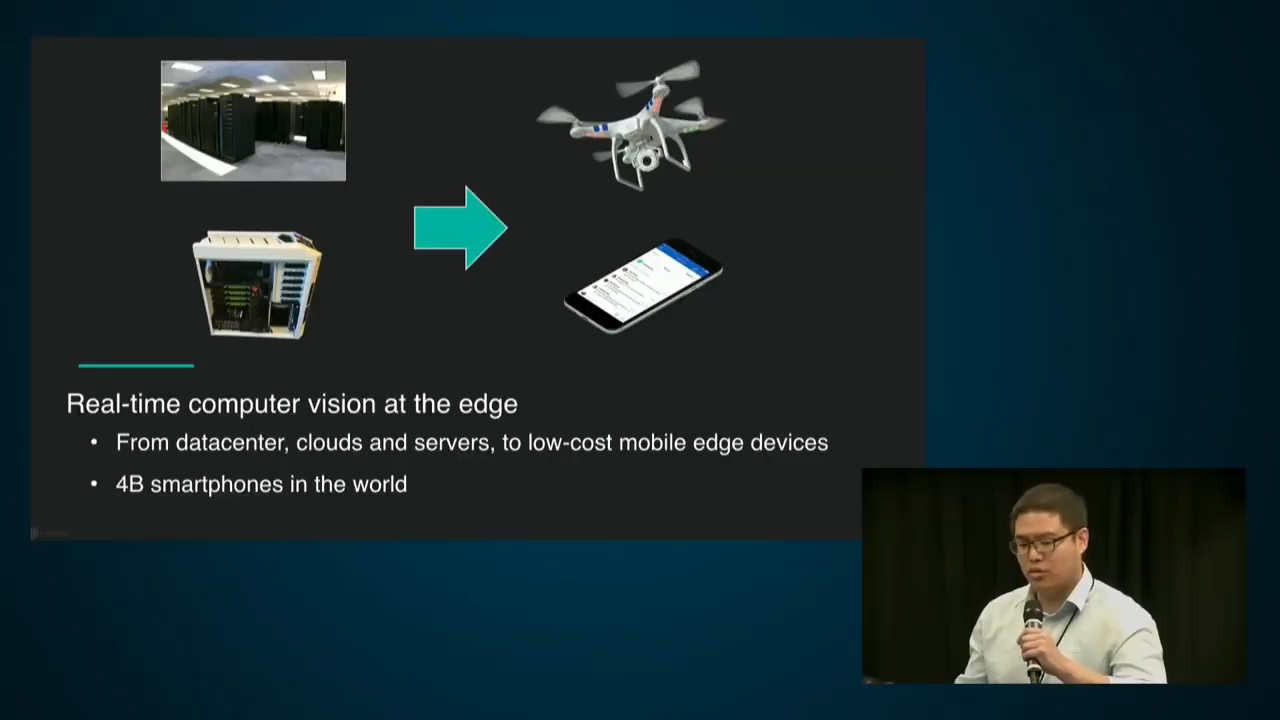 Real-time computer vision at the edge
• From datacenter, clouds and servers, to low-cost mobile edge devices
• 4B smartphones in the world